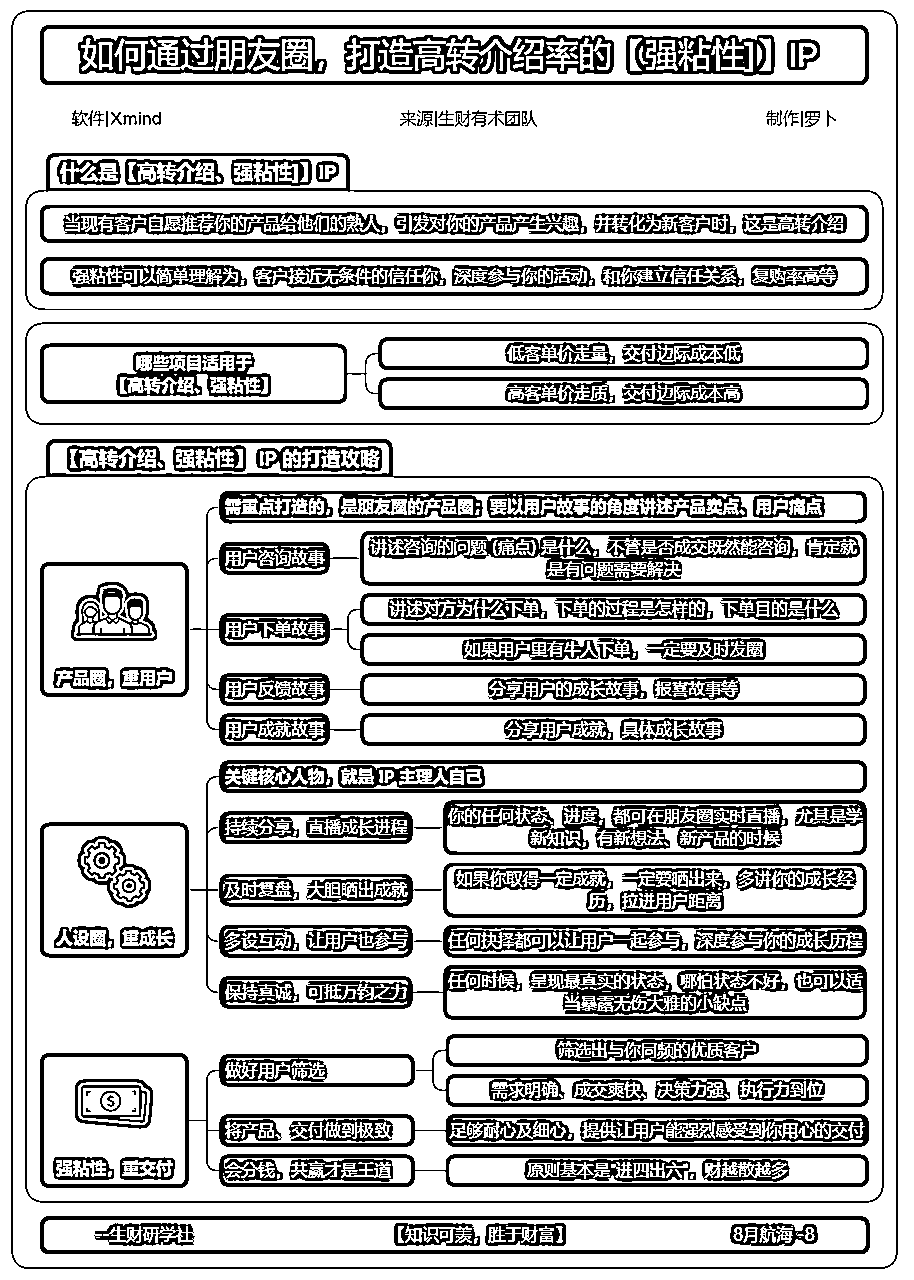 如何通过朋友圈，打造高转介绍率的【强粘性】】IP
软件|Xmind
来源|生财有术团队
制作|罗卜
什么是【高转介绍、强粘性】】IP
当现有客户自愿推荐你的产品给他们的熟人，引发对你的产品产生兴趣，并转化为新客户时，这是高转介绍
强粘性可以简单理解为，客户接近无条件的信任你，深度参与你的活动，和你建立信任关系，复购率高等
哪些项目适用于
【高转介绍、强粘性】
低客单价走量，交付边际成本低
高客单价走质，交付边际成本高
【高转介绍、强粘性】 IP 的打造攻略
产品圈，重用户
需重点打造的，是朋友圈的产品圈；要以用户故事的角度讲述产品卖点、用户痛点
用户咨询故事
讲述咨询的问题（痛点）是什么，不管是否成交既然能咨询，肯定就
是有问题需要解决
用户下单故事
讲述对方为什么下单，下单的过程是怎样的，下单目的是什么
如果用户里有牛人下单，一定要及时发圈
用户反馈故事
分享用户的成长故事，报喜故事等
用户成就故事
分享用户成就，具体成长故事
人设圈，重成长
关键核心人物，就是 IP 主理人自己
持续分享，直播成长进程
你的任何状态、进度，都可在朋友圈实时直播，尤其是学
新知识，有新想法、新产品的时候
及时复盘，大胆晒出成就
如果你取得一定成就，一定要晒出来，多讲你的成长经
历，拉进用户距离
多设互动，让用户也参与
任何抉择都可以让用户一起参与，深度参与你的成长历程
保持真诚，可抵万钧之力
任何时候，呈现最真实的状态，哪怕状态不好，也可以适
当暴露无伤大雅的小缺点
强粘性，重交付
做好用户筛选
筛选出与你同频的优质客户
需求明确、成交爽快、决策力强、执行力到位
将产品、交付做到极致
足够耐心及细心，提供让用户能强烈感受到你用心的交付
会分钱，共赢才是王道
原则基本是“进四出六”，财越散越多
一生财研学社
【知识可羡，胜于财富】
8月航海 -8